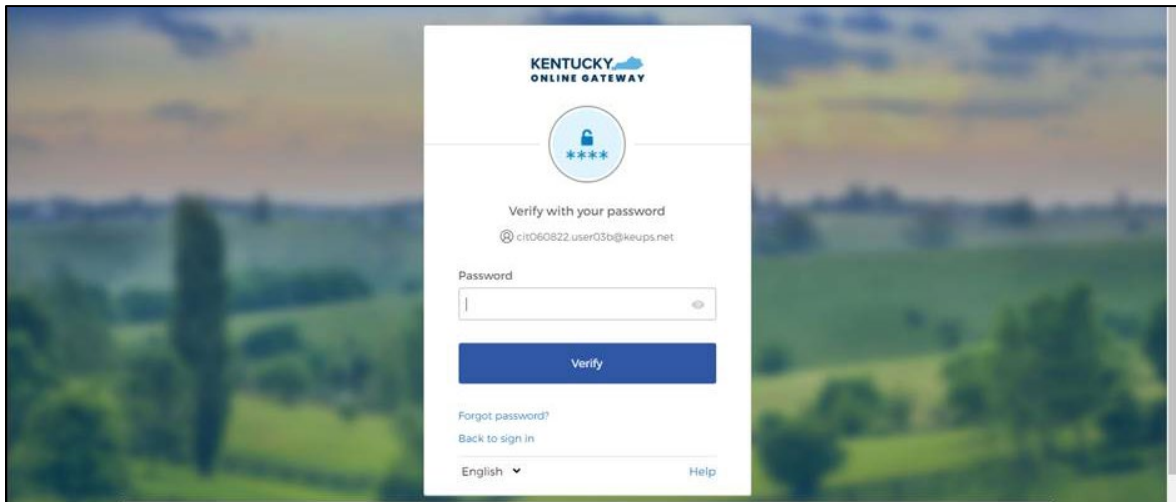 KENTUCKY
ONLINE GATEWAY
****
Verify with your password
cit060822.user03b@keups.net
Password
Verify
Forgot password?
Back to sign in
English
Help